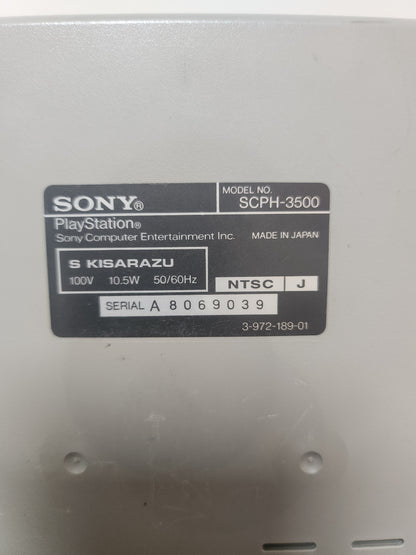 SONY®
MODEL NO.
SCPH-3500
PlayStation®
Sony Computer Entertainment Inc. MADE IN JAPAN
S KISARAZU
100V 10.5W 50/60Hz
NTSC J
SERIAL A 8069039
3-972-189-01